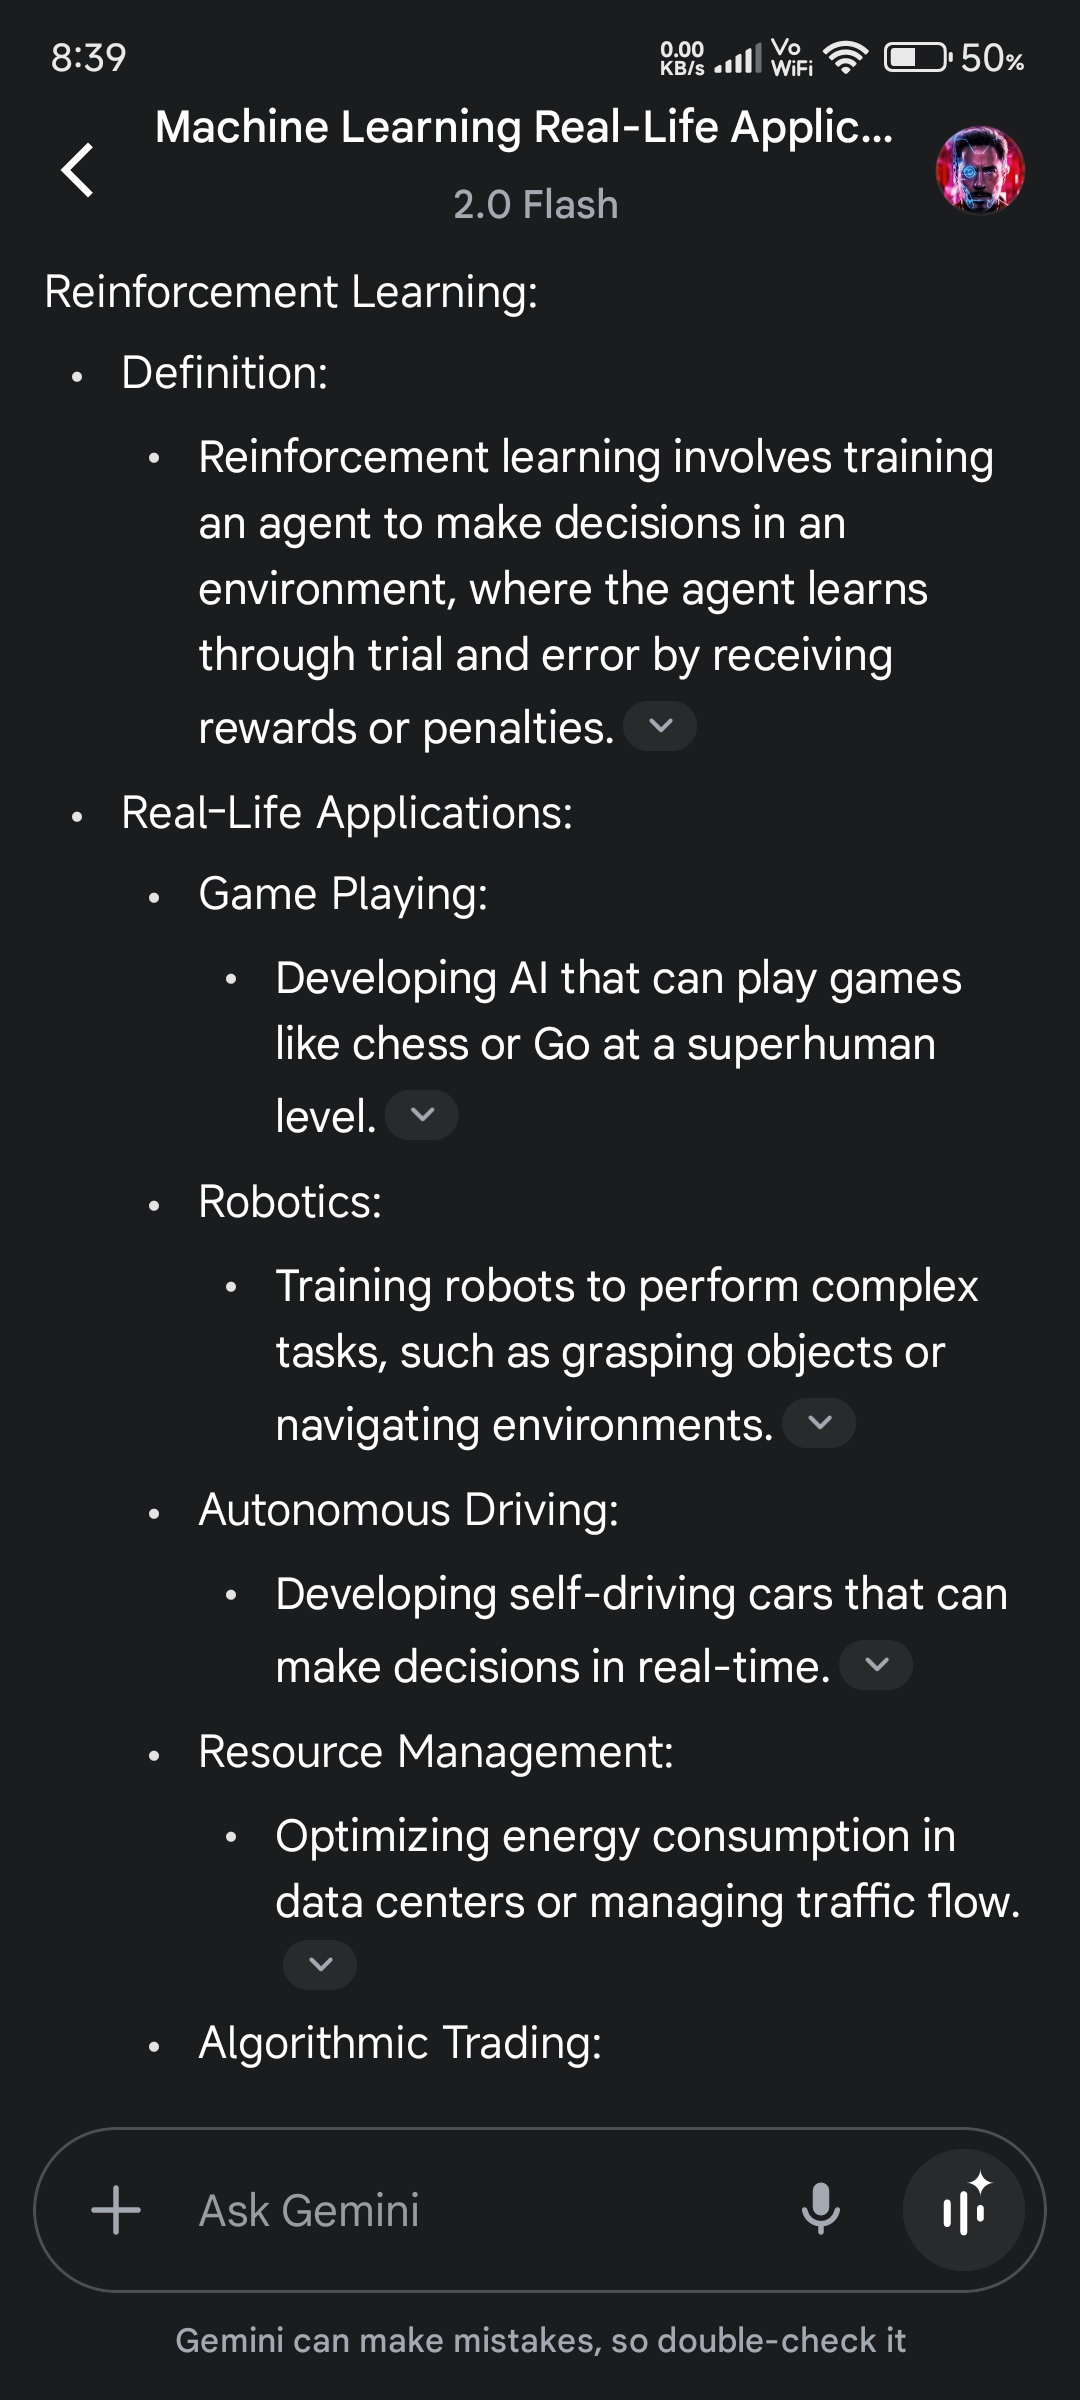 8:39
0.00
KB/s
Vo
WiFi
50%
Machine Learning Real-Life Applic...
2.0 Flash
Reinforcement Learning:
• Definition:
• Reinforcement learning involves training
an agent to make decisions in an
environment, where the agent learns
through trial and error by receiving
rewards or penalties.
• Real-Life Applications:
• Game Playing:
• Developing AI that can play games
like chess or Go at a superhuman
level.
• Robotics:
• Training robots to perform complex
tasks, such as grasping objects or
navigating environments.
• Autonomous Driving:
• Developing self-driving cars that can
make decisions in real-time.
• Resource Management:
• Optimizing energy consumption in
data centers or managing traffic flow.
• Algorithmic Trading:
Ask Gemini
Gemini can make mistakes, so double-check it